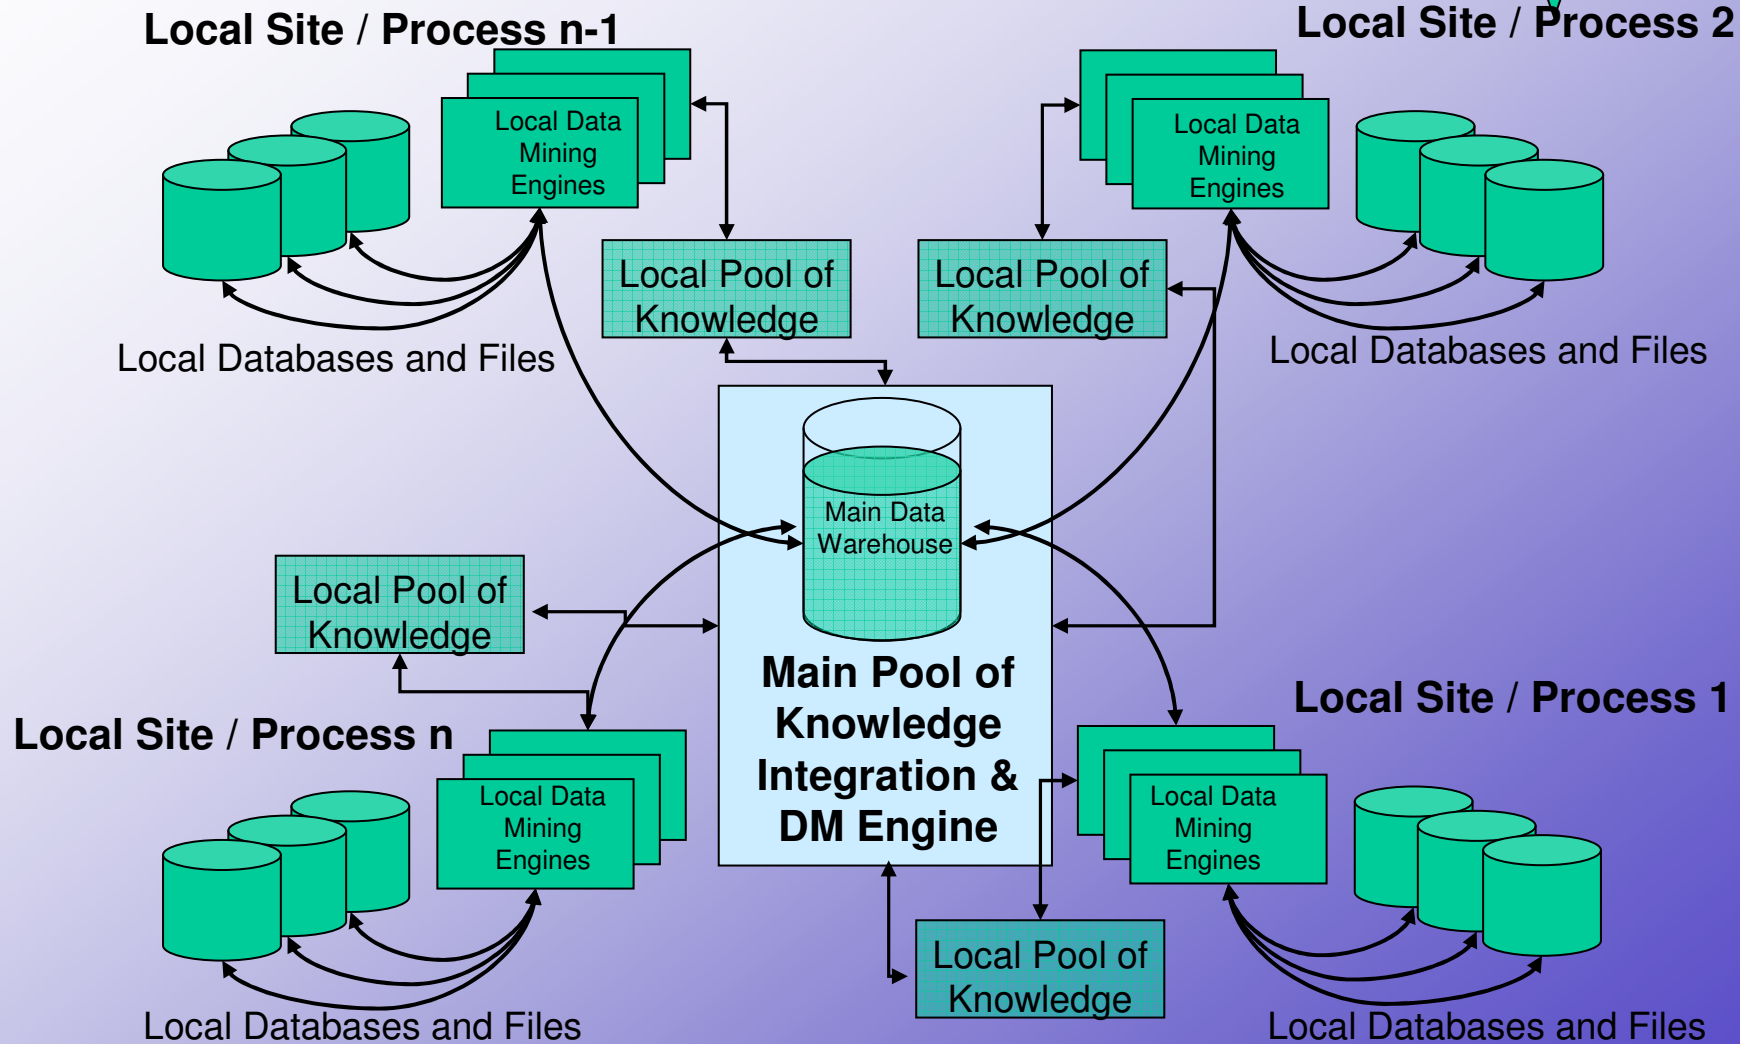 Local Site / Process n-1
Local Site / Process 2
Local Data
Mining
Engines
Local Data
Mining
Engines
Local Pool of
Knowledge
Local Pool of
Knowledge
Local Databases and Files
Local Databases and Files
Main Data
Warehouse
Local Pool of
Knowledge
Main Pool of
Knowledge
Integration &
DM Engine
Local Site / Process n
Local Site / Process 1
Local Data
Mining
Engines
Local Data
Mining
Engines
Local Pool of
Knowledge
Local Databases and Files
Local Databases and Files